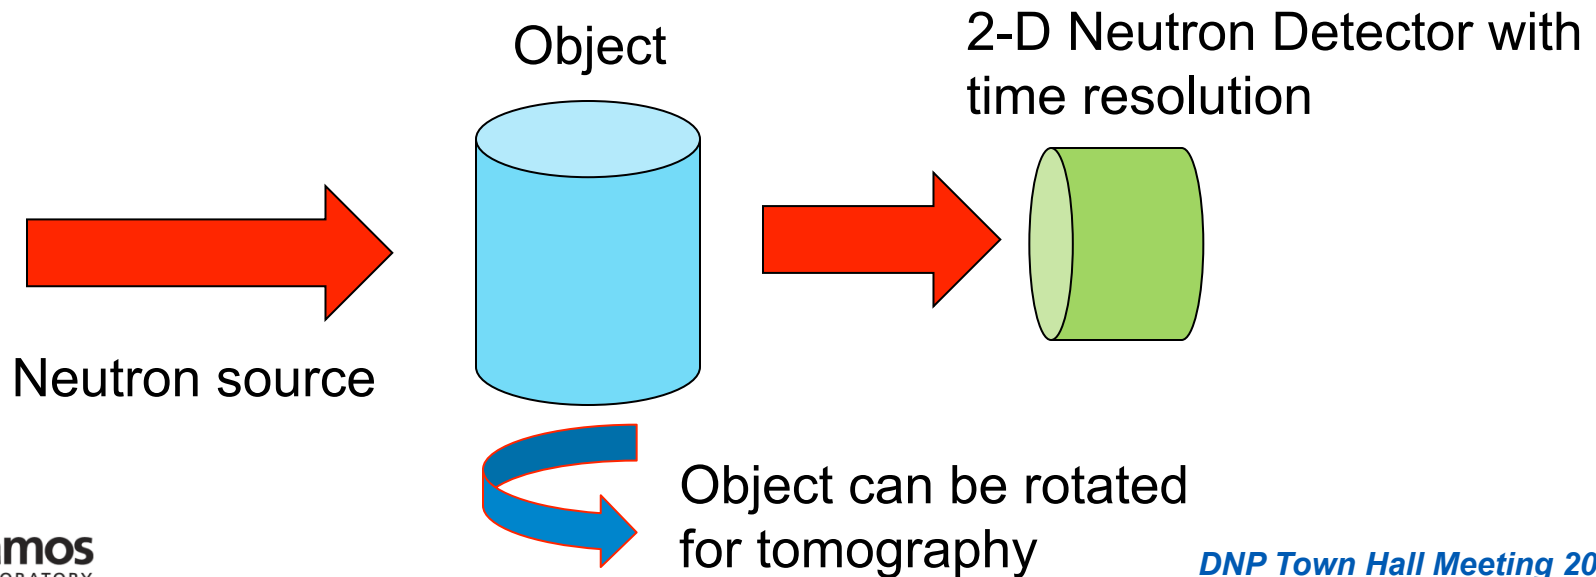 Object
2-D Neutron Detector with
time resolution
Neutron source
Object can be rotated
for tomography
DNP Town Hall Meeting 20